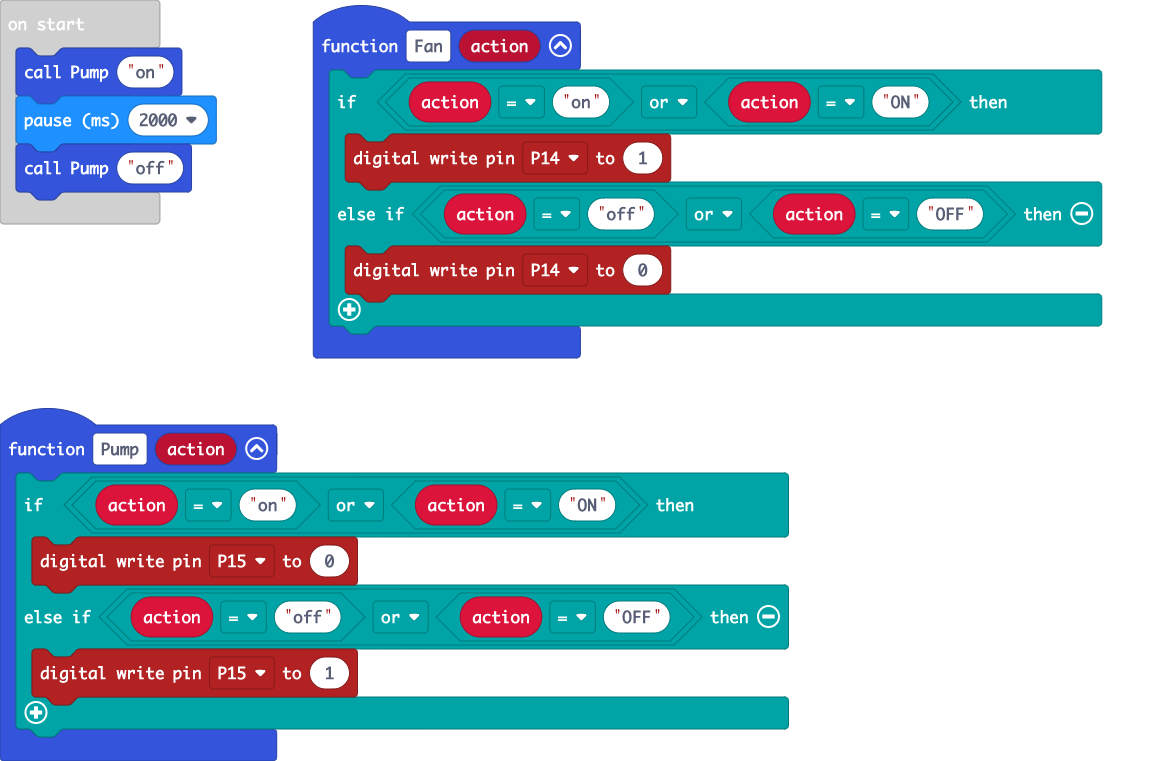 on start
call Pump "on"
pause (ms) 2000
call Pump "off"
function Fan action
if action = "on" or action = "ON" then
digital write pin P14 to 1
else if action = "off" or action = "OFF" then
digital write pin P14 to 0
function Pump action
if action = "on" or action = "ON" then
digital write pin P15 to 0
else if action = "off" or action = "OFF" then
digital write pin P15 to 1